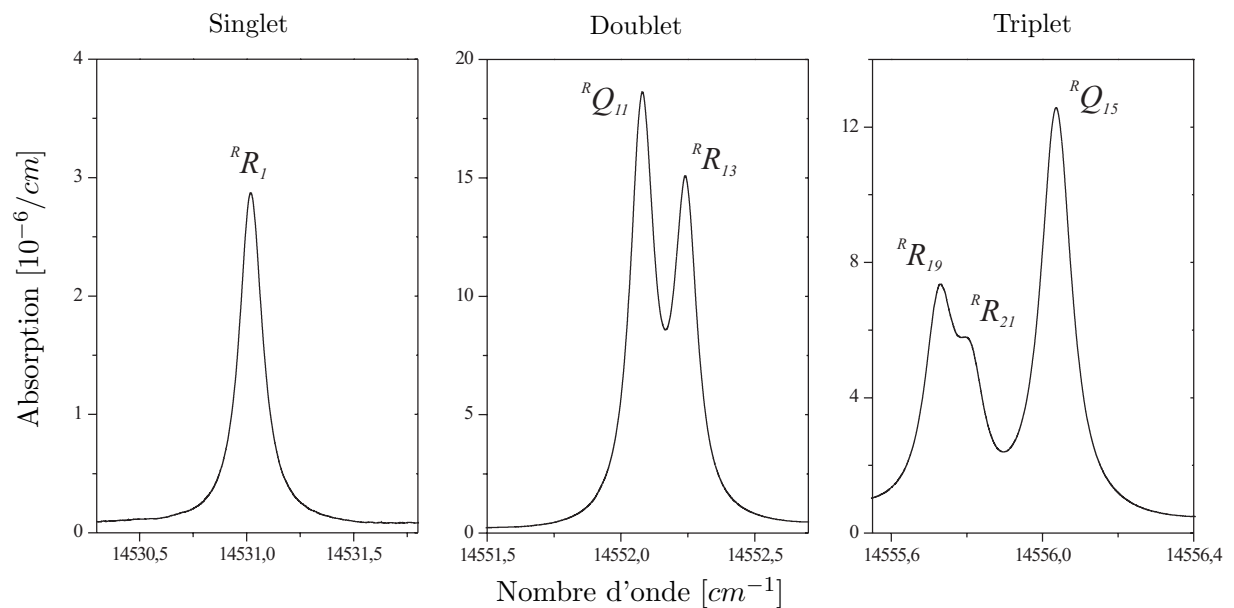 Singlet
Doublet
Triplet
Absorption [10⁻⁶/cm]
4
3
2
1
0
ᴿR₁
14530,5
14531,0
14531,5
20
15
10
5
0
ᴿQ₁₁
ᴿR₁₃
14551,5
14552,0
14552,5
12
8
4
0
ᴿR₁₉
ᴿR₂₁
ᴿQ₁₅
14555,6
14556,0
14556,4
Nombre d'onde [cm⁻¹]